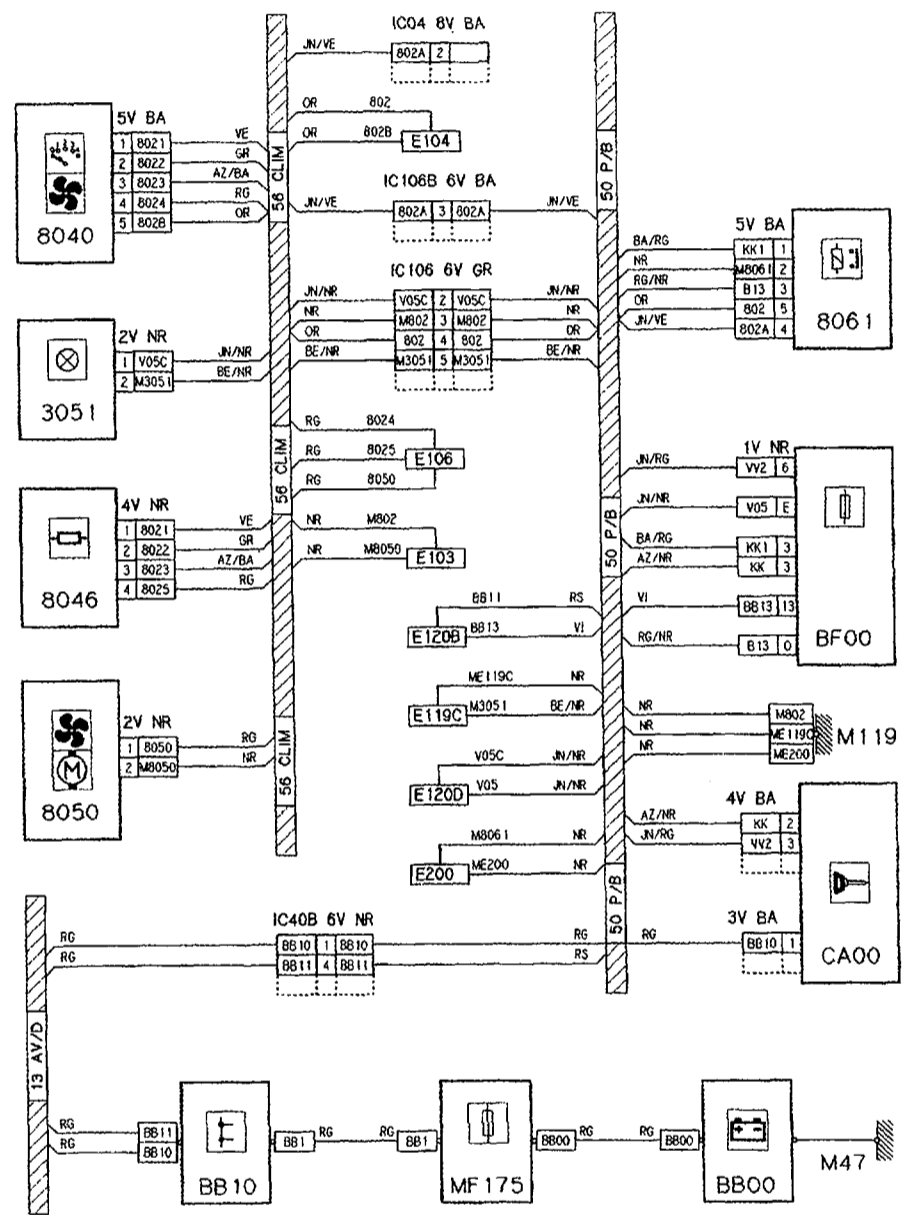 IC04 8V BA
JN/VE 802A 2
OR 802
OR 802B
E104
5V BA
1 8021 VE
2 8022 GR
3 8023 AZ/BA
4 8024 RG
5 802B OR
8040
56 CLIM
50 P/B
IC106B 6V BA
JN/VE 802A 3 802A JN/VE
5V BA
BA/RG KK1 1
NR M8061 2
RG/NR B13 3
OR 802 5
JN/VE 802A 4
8061
IC106 6V GR
JN/NR V05C 2 V05C JN/NR
NR M802 3 M802 NR
OR 802 4 802 OR
BE/NR M3051 5 M3051 BE/NR
2V NR
1 V05C JN/NR
2 M3051 BE/NR
3051
RG 8024
RG 8025
E106
RG 8050
56 CLIM
1V NR
JN/RG VV2 6
JN/NR V05 E
BA/RG KK1 3
AZ/NR KK 3
VI BB13 13
RG/NR B13 0
BF00
50 P/B
4V NR
1 8021 VE
2 8022 GR
3 8023 AZ/BA
4 8025 RG
8046
NR M802
NR M8050
E103
BB11 RS
BB13 VI
E120B
ME119C NR
M3051 BE/NR
E119C
NR M802
NR ME119C
NR ME200
M119
2V NR
1 8050 RG
2 M8050 NR
M
8050
56 CLIM
V05C JN/NR
V05 JN/NR
E120D
4V BA
AZ/NR KK 2
JN/RG VV2 3
M8061 NR
ME200 NR
E200
50 P/B
IC40B 6V NR
RG BB10 1 BB10 RG RG
RG BB11 4 BB11 RS
3V BA
BB10 1
CA00
13 AV/D
RG BB11
RG BB10
BB10
BB1 RG RG BB1
MF175
BB00 RG RG BB00
BB00
M47